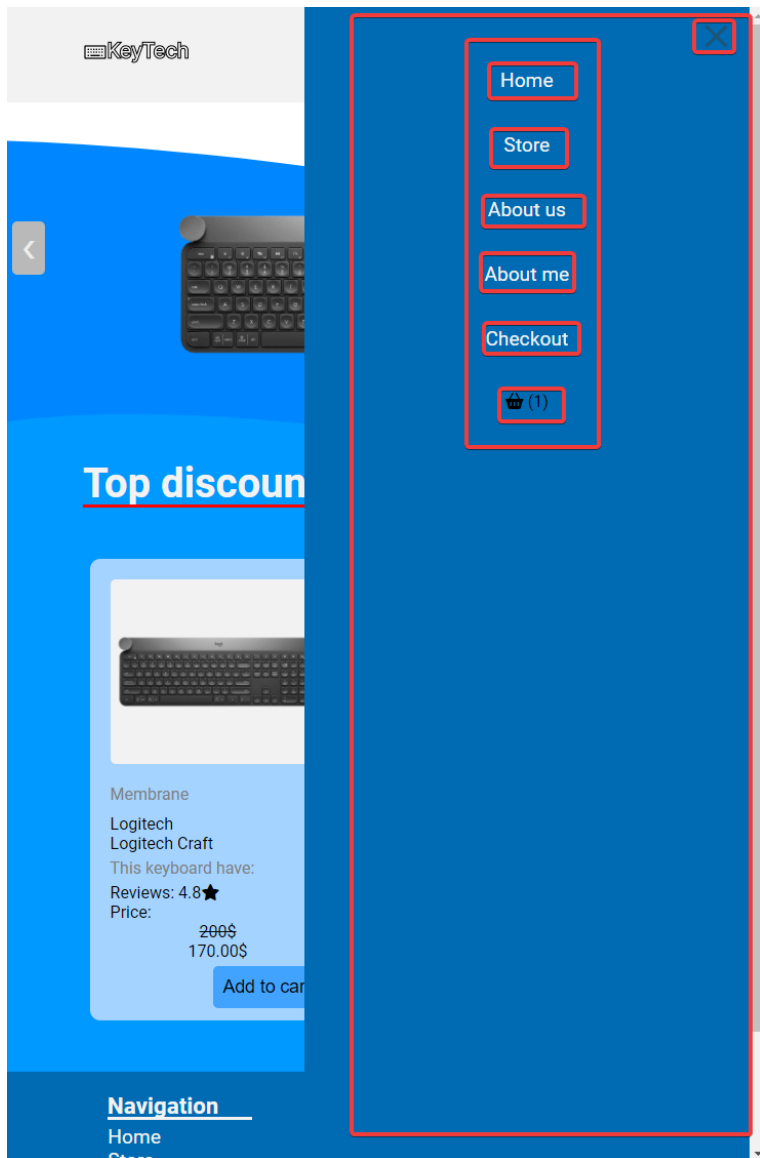 KeyTech
Home
Store
About us
About me
Checkout
(1)
Top discoun
Membrane
Logitech
Logitech Craft
This keyboard have:
Reviews: 4.8
Price:
200$
170.00$
Add to car
Navigation
Home